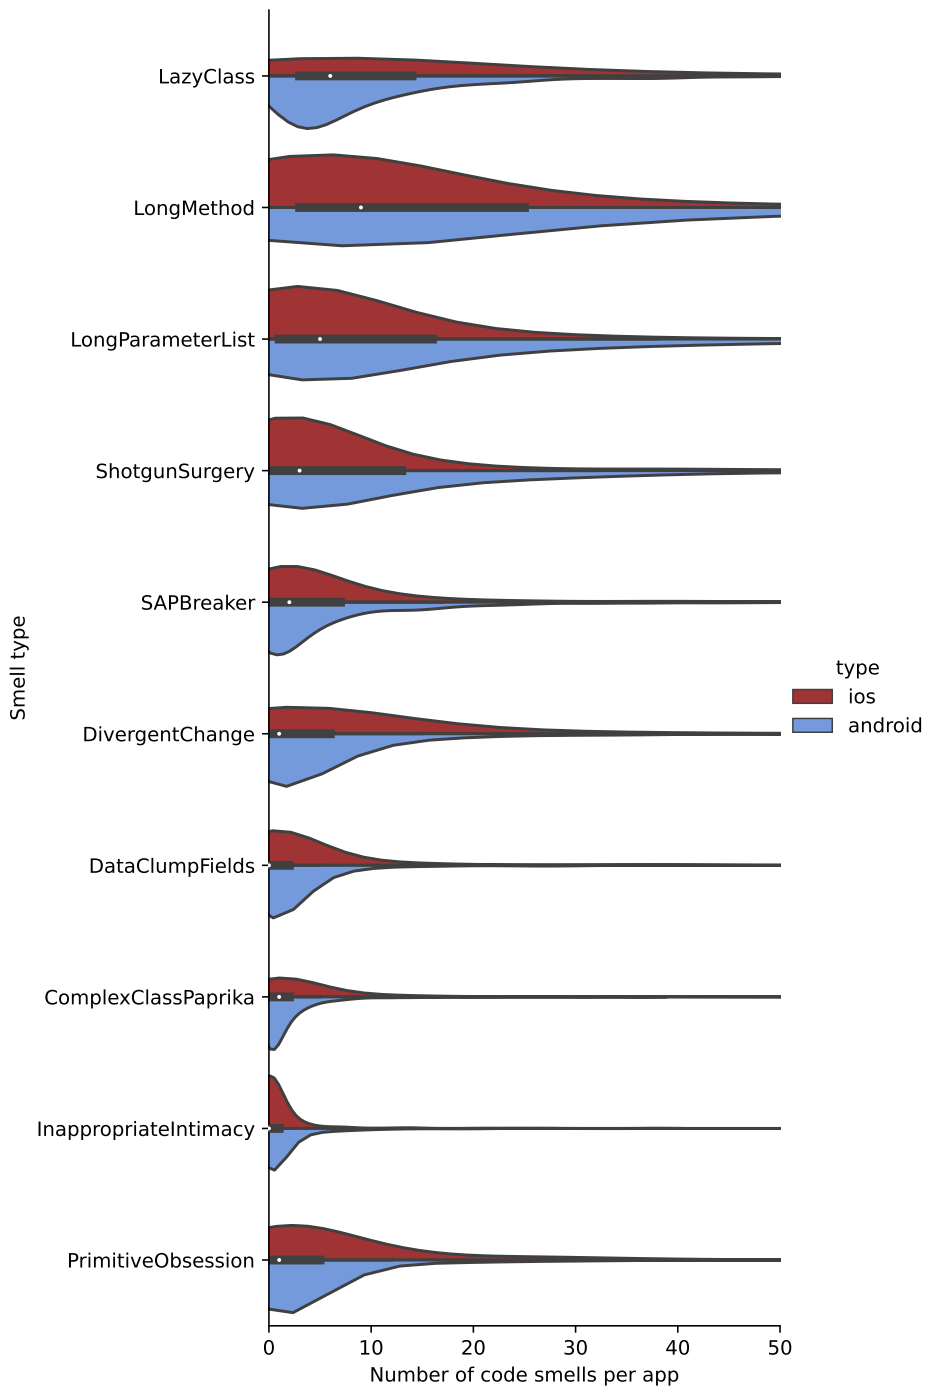 LazyClass
LongMethod
LongParameterList
ShotgunSurgery
SAPBreaker
DivergentChange
DataClumpFields
ComplexClassPaprika
InappropriateIntimacy
PrimitiveObsession
Smell type
type
ios
android
0 10 20 30 40 50
Number of code smells per app